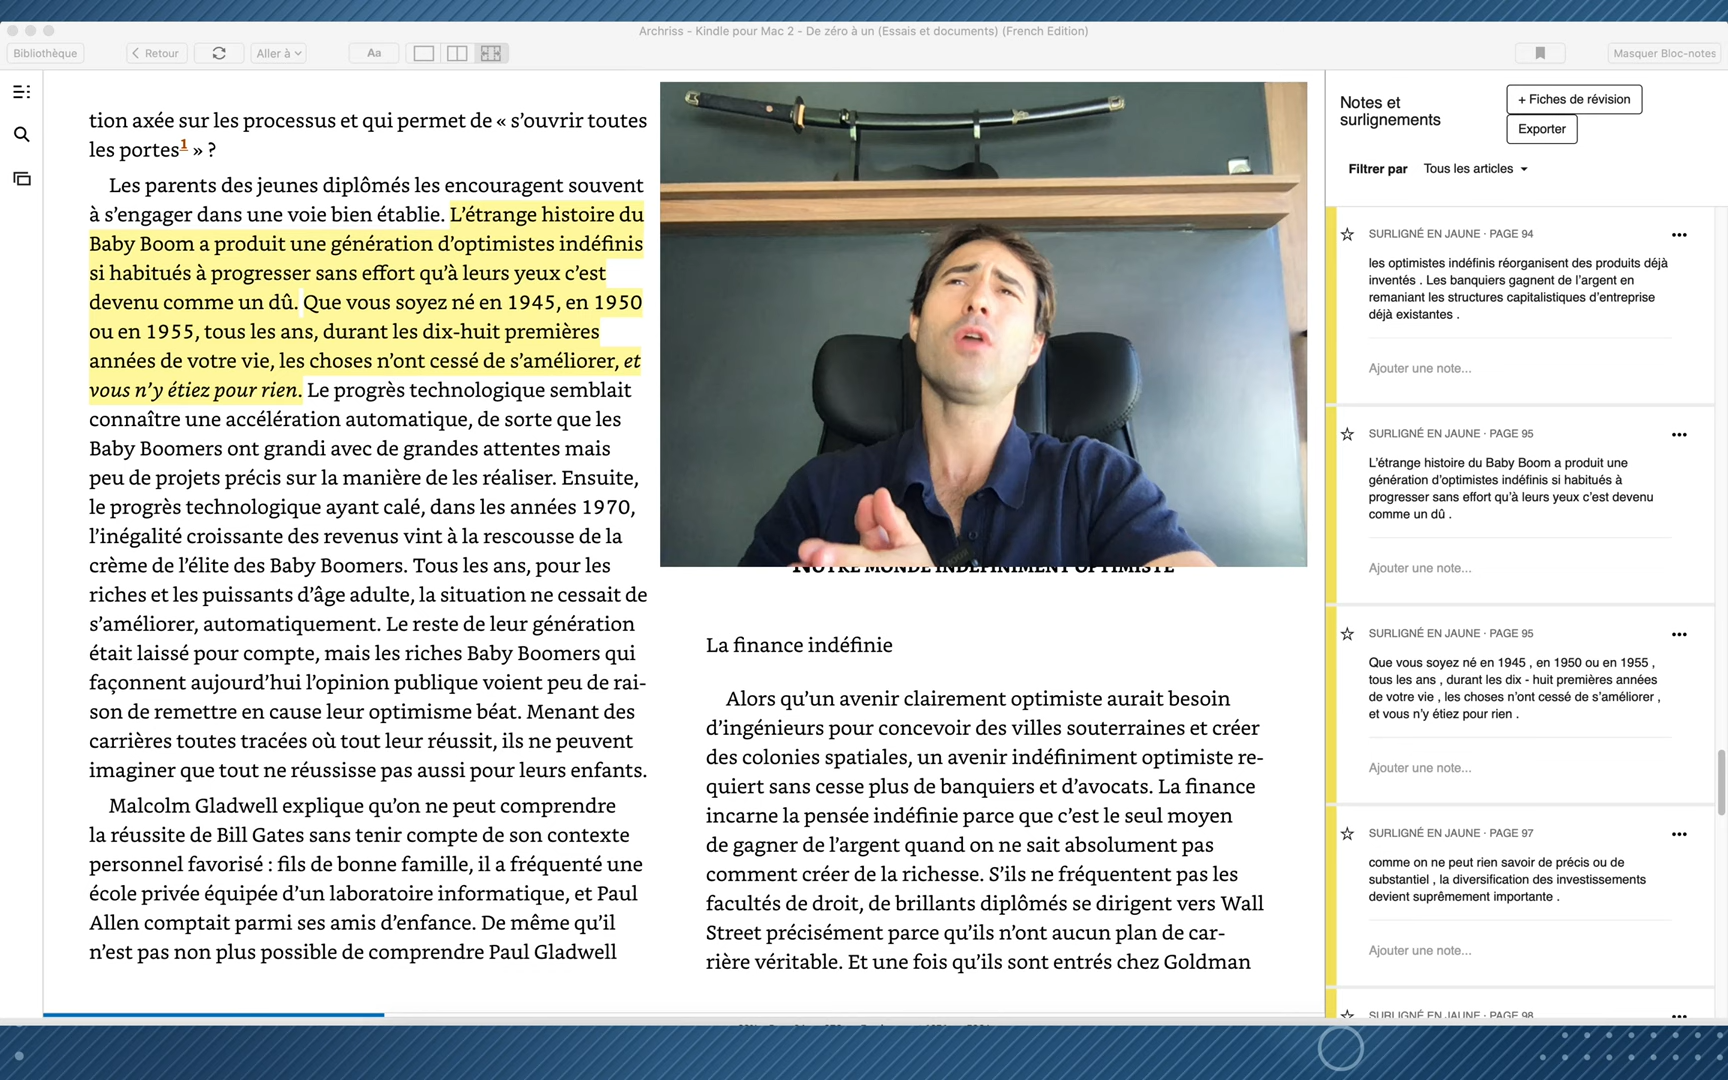 Archriss - Kindle pour Mac 2 - De zéro à un (Essais et documents) (French Edition)
Bibliothèque
Retour
Aller à
Aa
Masquer Bloc-notes
tion axée sur les processus et qui permet de « s’ouvrir toutes
les portes1 » ?
Les parents des jeunes diplômés les encouragent souvent
à s’engager dans une voie bien établie. L’étrange histoire du
Baby Boom a produit une génération d’optimistes indéfinis
si habitués à progresser sans effort qu’à leurs yeux c’est
devenu comme un dû. Que vous soyez né en 1945, en 1950
ou en 1955, tous les ans, durant les dix-huit premières
années de votre vie, les choses n’ont cessé de s’améliorer, et
vous n’y étiez pour rien. Le progrès technologique semblait
connaître une accélération automatique, de sorte que les
Baby Boomers ont grandi avec de grandes attentes mais
peu de projets précis sur la manière de les réaliser. Ensuite,
le progrès technologique ayant calé, dans les années 1970,
l’inégalité croissante des revenus vint à la rescousse de la
crème de l’élite des Baby Boomers. Tous les ans, pour les
riches et les puissants d’âge adulte, la situation ne cessait de
s’améliorer, automatiquement. Le reste de leur génération
était laissé pour compte, mais les riches Baby Boomers qui
façonnent aujourd’hui l’opinion publique voient peu de rai-
son de remettre en cause leur optimisme béat. Menant des
carrières toutes tracées où tout leur réussit, ils ne peuvent
imaginer que tout ne réussisse pas aussi pour leurs enfants.
Malcolm Gladwell explique qu’on ne peut comprendre
la réussite de Bill Gates sans tenir compte de son contexte
personnel favorisé : fils de bonne famille, il a fréquenté une
école privée équipée d’un laboratoire informatique, et Paul
Allen comptait parmi ses amis d’enfance. De même qu’il
n’est pas non plus possible de comprendre Paul Gladwell
NOTRE MONDE INDÉFINIMENT OPTIMISTE
La finance indéfinie
Alors qu’un avenir clairement optimiste aurait besoin
d’ingénieurs pour concevoir des villes souterraines et créer
des colonies spatiales, un avenir indéfiniment optimiste re-
quiert sans cesse plus de banquiers et d’avocats. La finance
incarne la pensée indéfinie parce que c’est le seul moyen
de gagner de l’argent quand on ne sait absolument pas
comment créer de la richesse. S’ils ne fréquentent pas les
facultés de droit, de brillants diplômés se dirigent vers Wall
Street précisément parce qu’ils n’ont aucun plan de car-
rière véritable. Et une fois qu’ils sont entrés chez Goldman
Notes et
surlignements
+ Fiches de révision
Exporter
Filtrer par
Tous les articles
SURLIGNÉ EN JAUNE · PAGE 94
les optimistes indéfinis réorganisent des produits déjà
inventés . Les banquiers gagnent de l’argent en
remaniant les structures capitalistiques d’entreprise
déjà existantes .
Ajouter une note...
SURLIGNÉ EN JAUNE · PAGE 95
L’étrange histoire du Baby Boom a produit une
génération d’optimistes indéfinis si habitués à
progresser sans effort qu’à leurs yeux c’est devenu
comme un dû .
Ajouter une note...
SURLIGNÉ EN JAUNE · PAGE 95
Que vous soyez né en 1945 , en 1950 ou en 1955 ,
tous les ans , durant les dix - huit premières années
de votre vie , les choses n’ont cessé de s’améliorer ,
et vous n’y étiez pour rien .
Ajouter une note...
SURLIGNÉ EN JAUNE · PAGE 97
comme on ne peut rien savoir de précis ou de
substantiel , la diversification des investissements
devient suprêmement importante .
Ajouter une note...
SURLIGNÉ EN JAUNE · PAGE 98